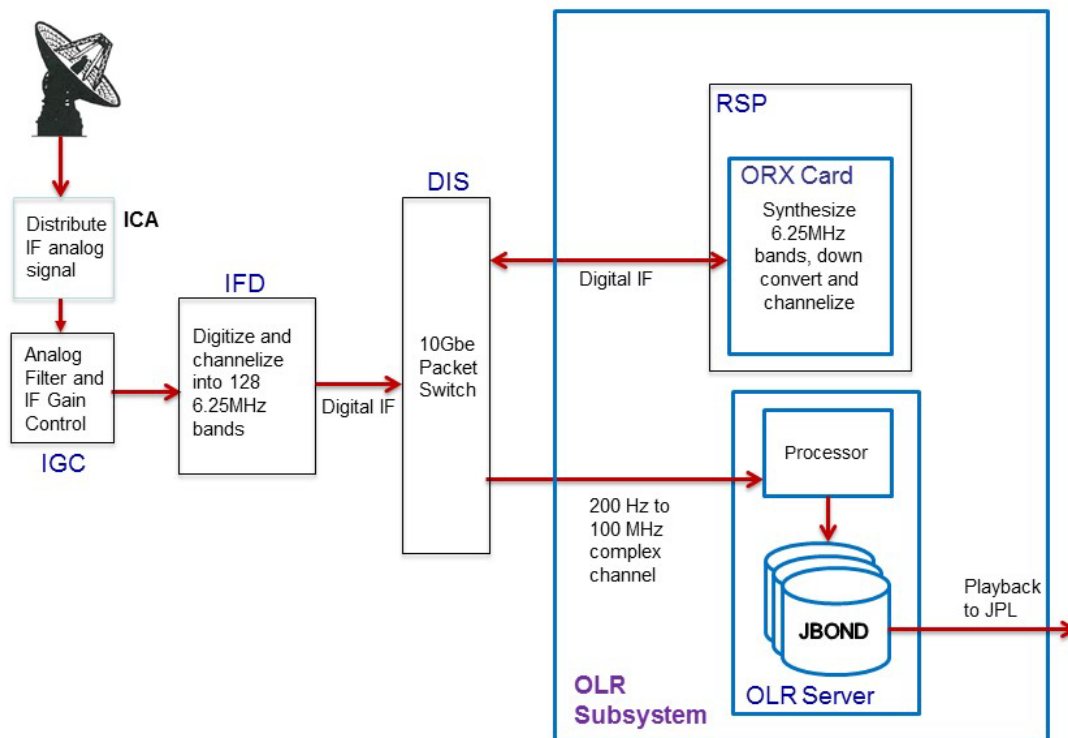 ICA
Distribute
IF analog
signal
Analog
Filter and
IF Gain
Control
IGC
IFD
Digitize and
channelize
into 128
6.25MHz
bands
Digital IF
DIS
10Gbe
Packet
Switch
Digital IF
RSP
ORX Card
Synthesize
6.25MHz
bands, down
convert and
channelize
200 Hz to
100 MHz
complex
channel
Processor
JBOND
OLR Server
Playback
to JPL
OLR
Subsystem